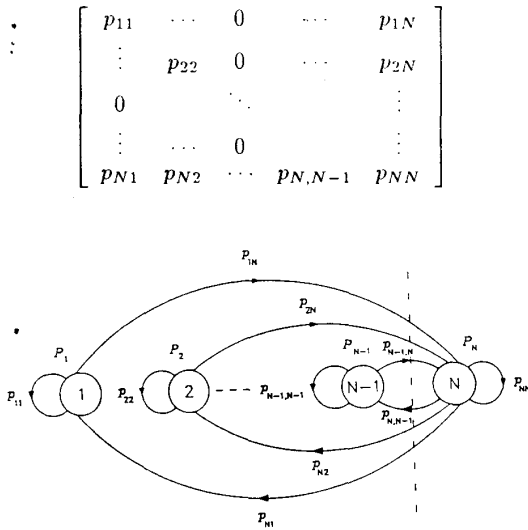 p11 ⋯ 0 ⋯ p1N
⋮ p22 0 ⋯ p2N
0 ⋱ ⋮
⋮ ⋯ 0 ⋮
pN1 pN2 ⋯ pN,N−1 pNN
p1N
p2N
P1 P2 PN-1 pN-1,N PN
p11 1 p22 2 pN-1,N-1 N-1 N pNN
pN,N-1
pN2
pN1